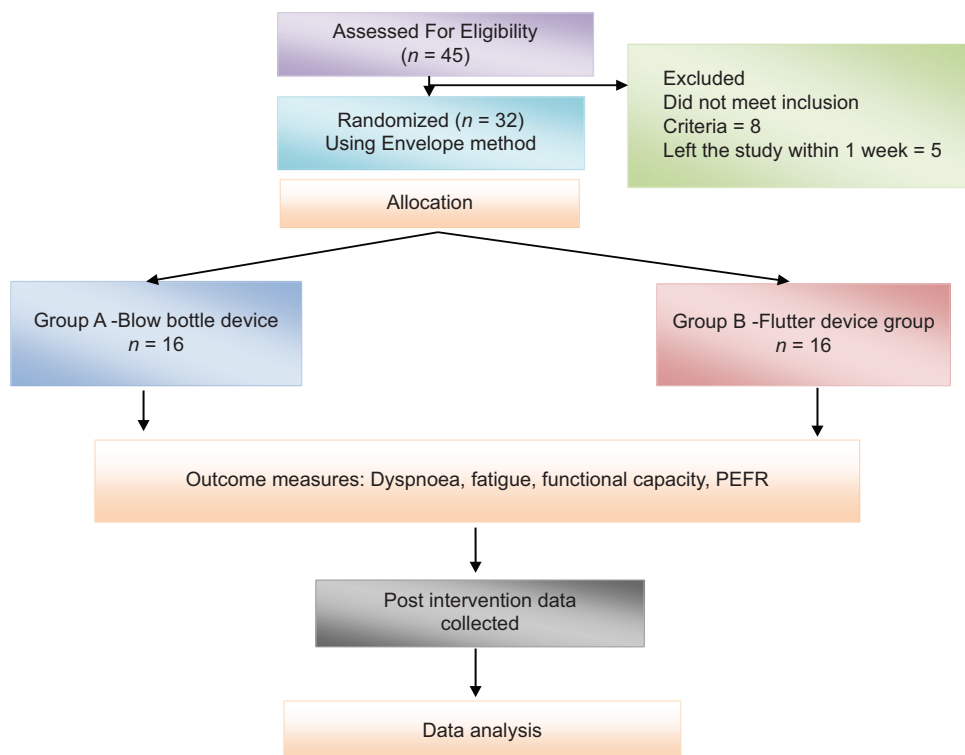 Assessed For Eligibility
(n = 45)
Excluded
Did not meet inclusion
Criteria = 8
Left the study within 1 week = 5
Randomized (n = 32)
Using Envelope method
Allocation
Group A -Blow bottle device
n = 16
Group B -Flutter device group
n = 16
Outcome measures: Dyspnoea, fatigue, functional capacity, PEFR
Post intervention data
collected
Data analysis